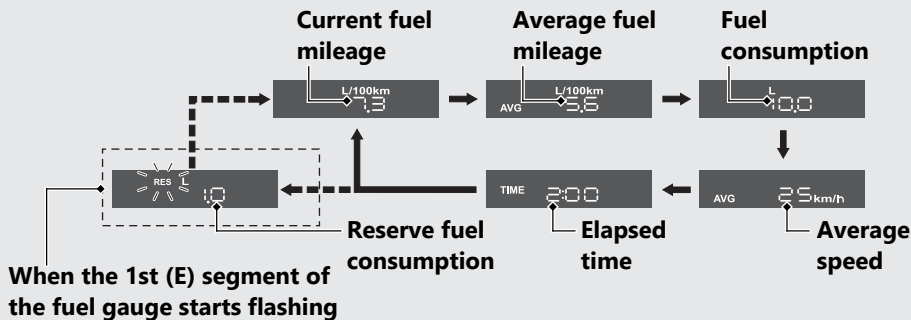 Current fuel
mileage
Average fuel
mileage
Fuel
consumption
L/100km
7.3
AVG
L/100km
5.6
L
10.0
RES L
1.0
TIME
2:00
AVG
25 km/h
Reserve fuel
consumption
Elapsed
time
Average
speed
When the 1st (E) segment of
the fuel gauge starts flashing